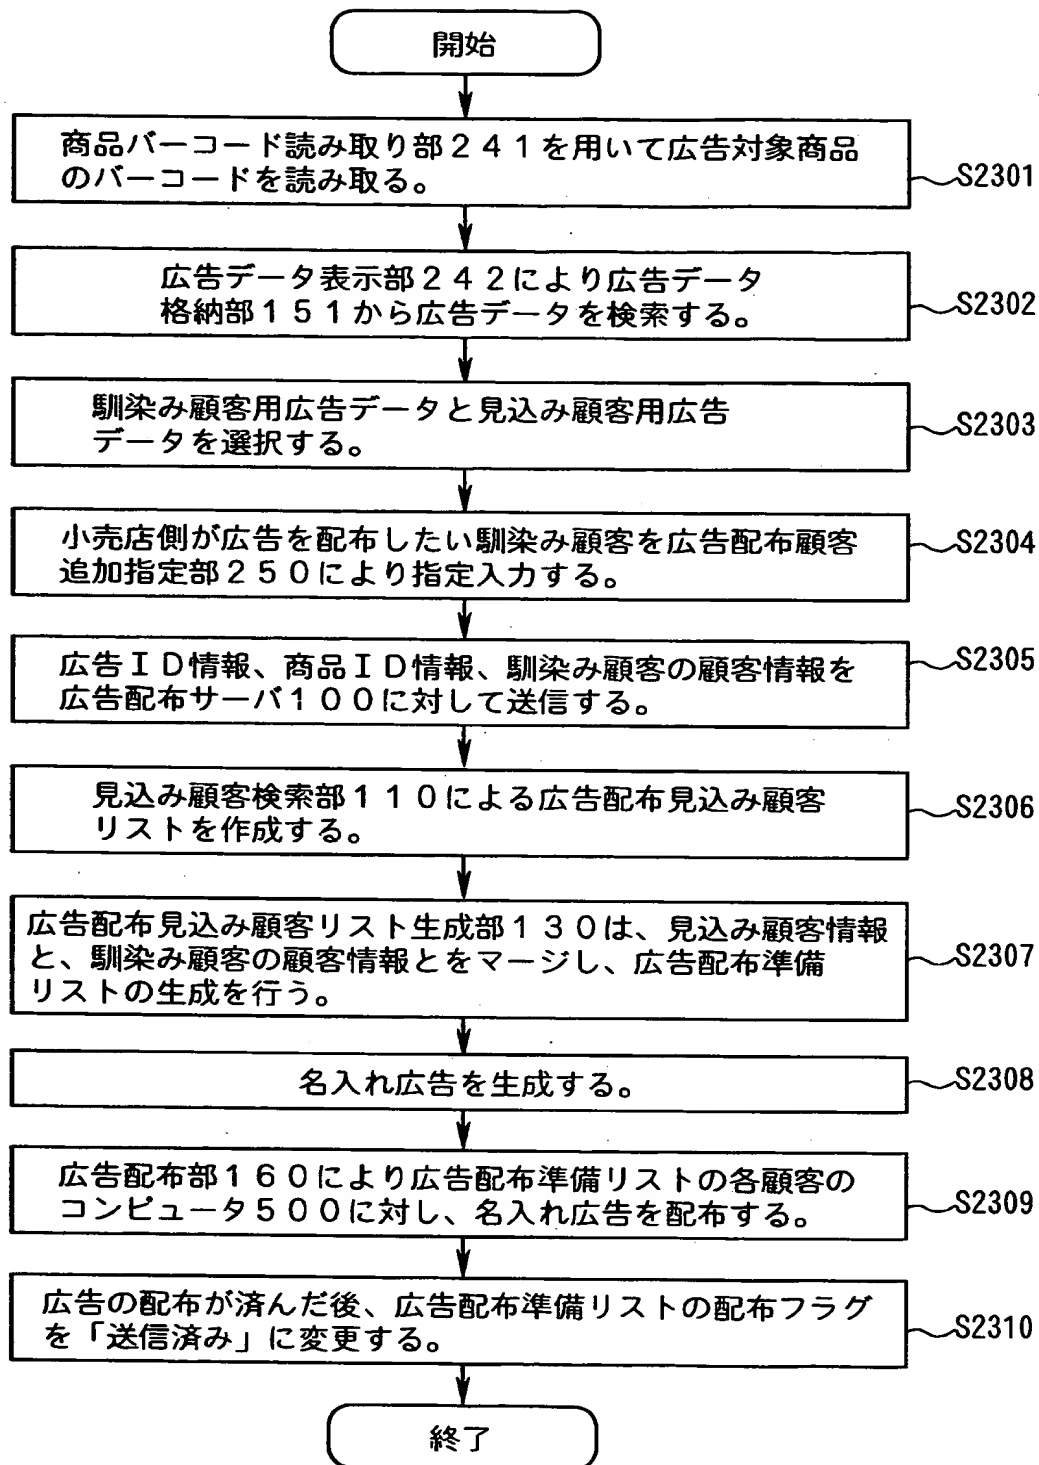 開始
商品バーコード読み取り部241を用いて広告対象商品
のバーコードを読み取る。
S2301
広告データ表示部242により広告データ
格納部151から広告データを検索する。
S2302
馴染み顧客用広告データと見込み顧客用広告
データを選択する。
S2303
小売店側が広告を配布したい馴染み顧客を広告配布顧客
追加指定部250により指定入力する。
S2304
広告ID情報、商品ID情報、馴染み顧客の顧客情報を
広告配布サーバ100に対して送信する。
S2305
見込み顧客検索部110による広告配布見込み顧客
リストを作成する。
S2306
広告配布見込み顧客リスト生成部130は、見込み顧客情報
と、馴染み顧客の顧客情報とをマージし、広告配布準備
リストの生成を行う。
S2307
名入れ広告を生成する。
S2308
広告配布部160により広告配布準備リストの各顧客の
コンピュータ500に対し、名入れ広告を配布する。
S2309
広告の配布が済んだ後、広告配布準備リストの配布フラグ
を「送信済み」に変更する。
S2310
終了